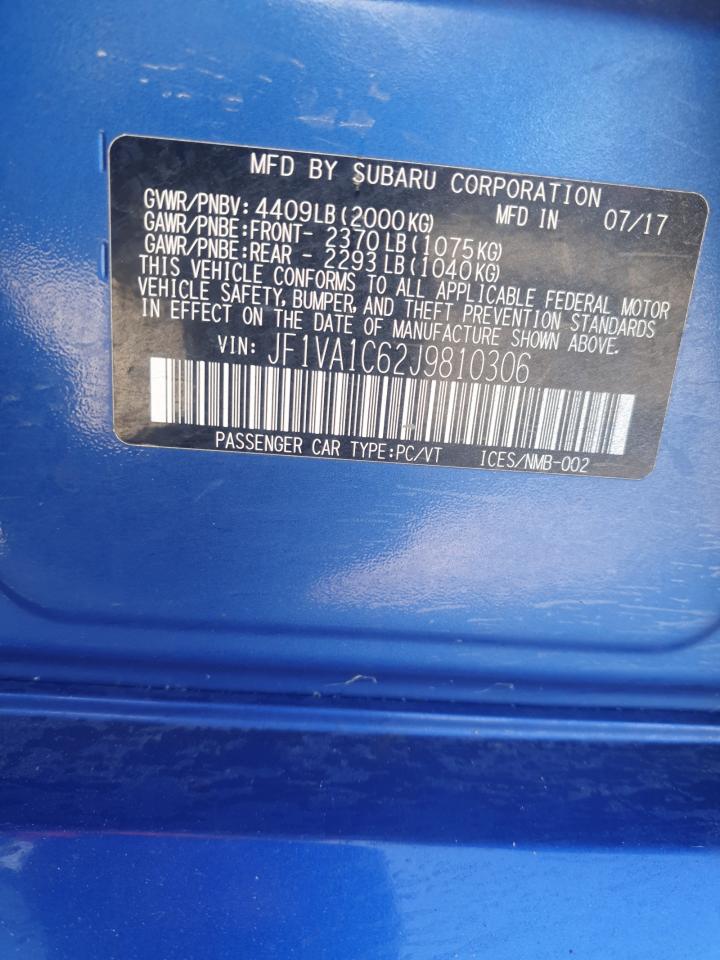 MFD BY SUBARU CORPORATION
GVWR/PNBV: 4409LB(2000KG) MFD IN 07/17
GAWR/PNBE:FRONT- 2370LB(1075KG)
GAWR/PNBE:REAR - 2293LB(1040KG)
THIS VEHICLE CONFORMS TO ALL APPLICABLE FEDERAL MOTOR
VEHICLE SAFETY, BUMPER, AND THEFT PREVENTION STANDARDS
IN EFFECT ON THE DATE OF MANUFACTURE SHOWN ABOVE.
VIN: JF1VA1C62J9810306
PASSENGER CAR TYPE:PC/VT ICES/NMB-002